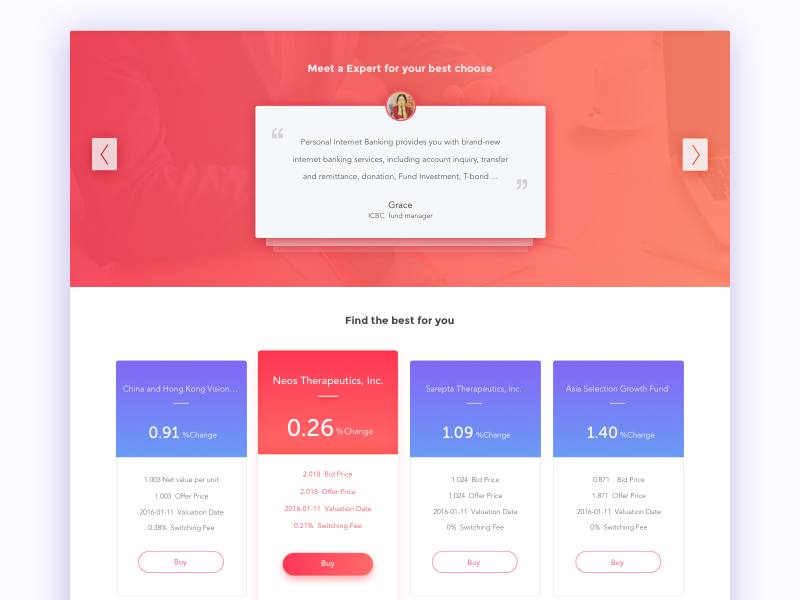 Meet a Expert for your best choose
“
Personal Internet Banking provides you with brand-new
internet banking services, including account inquiry, transfer
and remittance, donation, Fund Investment, T-bond ...
”
Grace
ICBC fund manager
Find the best for you
China and Hong Kong Vision...
0.91 %Change
1.003 Net value per unit
1.003 Offer Price
2016-01-11 Valuation Date
0.38% Switching Fee
Buy
Neos Therapeutics, Inc.
0.26 %Change
2.018 Bid Price
2.018 Offer Price
2016-01-11 Valuation Date
0.21% Switching Fee
Buy
Sarepta Therapeutics, Inc.
1.09 %Change
1.024 Bid Price
1.024 Offer Price
2016-01-11 Valuation Date
0% Switching Fee
Buy
Asia Selection Growth Fund
1.40 %Change
0.871 Bid Price
1.871 Offer Price
2016-01-11 Valuation Date
0% Switching Fee
Buy